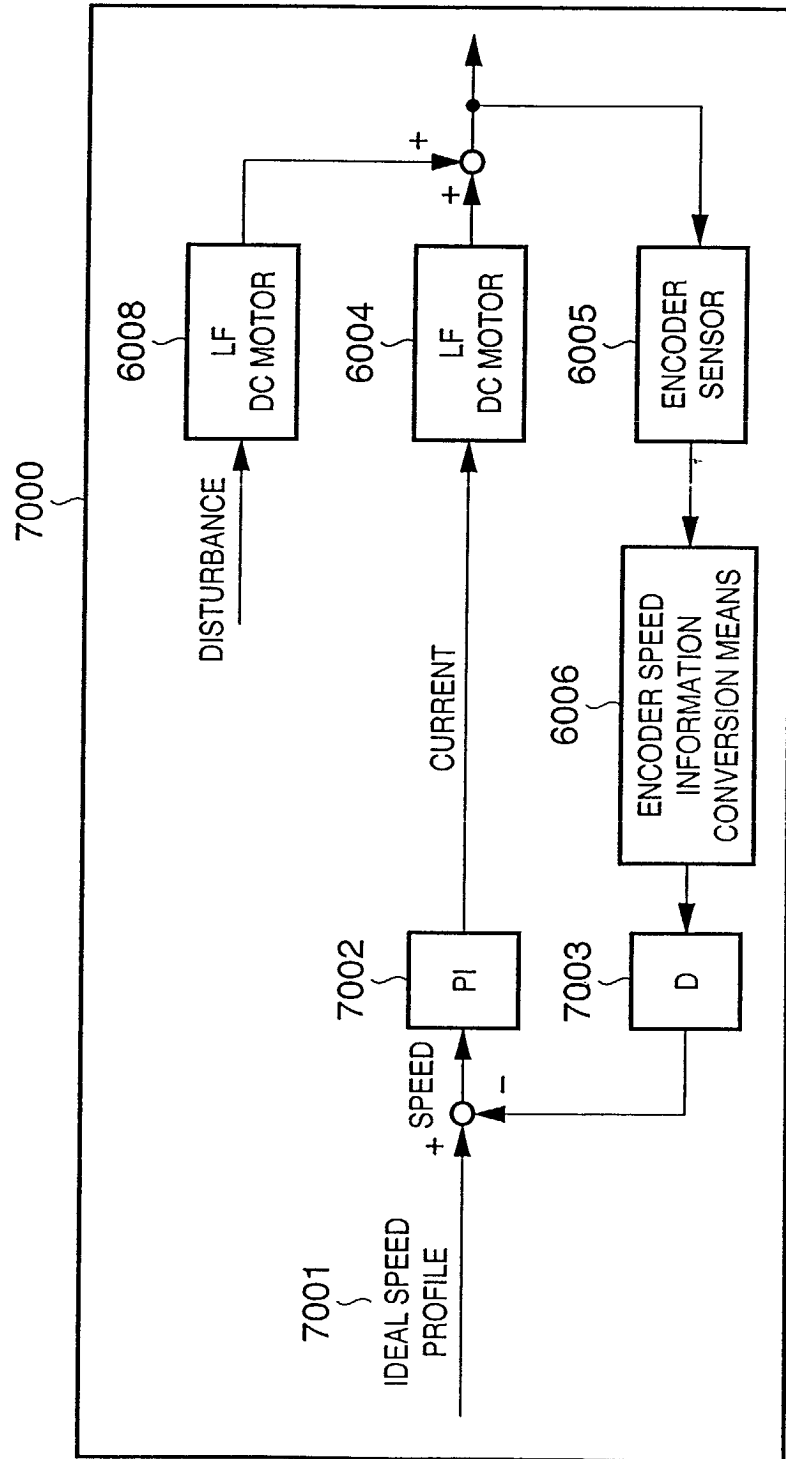 7000
DISTURBANCE
6008
LF
DC MOTOR
+
7001
IDEAL SPEED
PROFILE
+
SPEED
−
7002
PI
CURRENT
6004
LF
DC MOTOR
+
7003
D
6006
ENCODER SPEED
INFORMATION
CONVERSION MEANS
6005
ENCODER
SENSOR